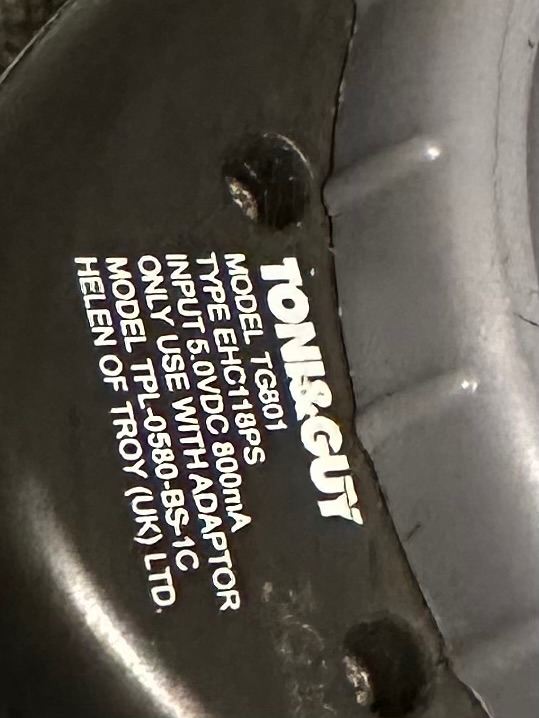 TONI&GUY
MODEL TG801
TYPE EHC118PS
INPUT 5.0VDC 800mA
ONLY USE WITH ADAPTOR
MODEL TPL-0580-BS-1C
HELEN OF TROY (UK) LTD.